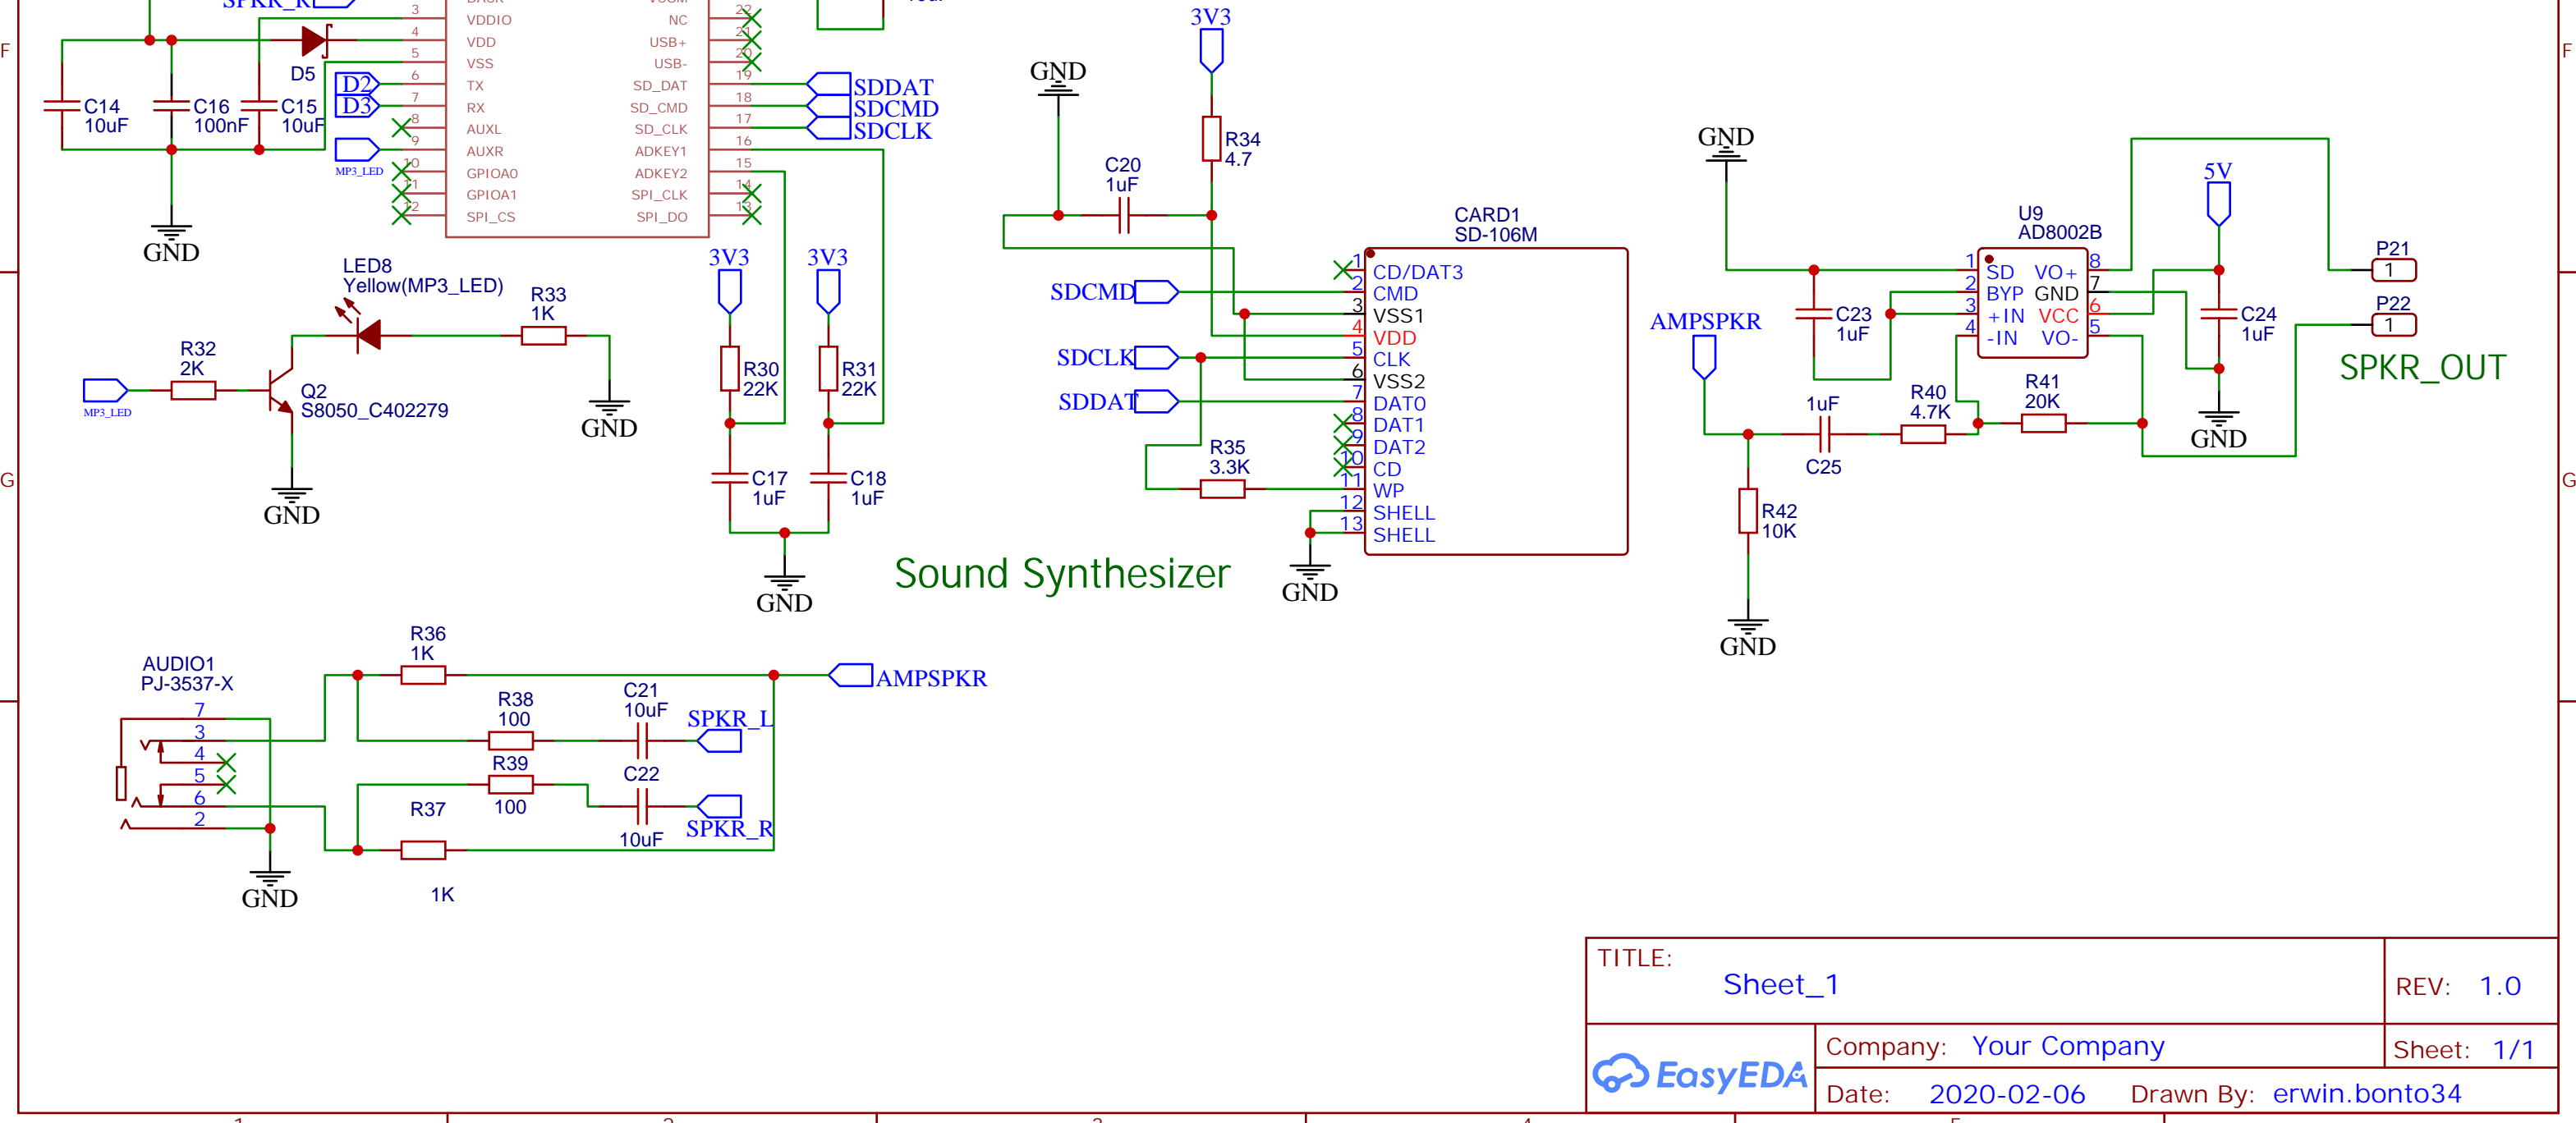 SPKR_R
3
VDDIO
4
VDD
5
VSS
6
TX
7
RX
8
AUXL
9
AUXR
10
GPIOA0
11
GPIOA1
12
SPI_CS
22
NC
21
USB+
20
USB-
19
SD_DAT
18
SD_CMD
17
SD_CLK
16
ADKEY1
15
ADKEY2
14
SPI_CLK
13
SPI_DO
F
D5
D2
D3
C14
10uF
C16
100nF
C15
10uF
MP3_LED
GND
SDDAT
SDCMD
SDCLK
LED8
Yellow(MP3_LED)
R33
1K
R32
2K
MP3_LED
Q2
S8050_C402279
GND
GND
3V3
3V3
R30
22K
R31
22K
C17
1uF
C18
1uF
GND
G
Sound Synthesizer
3V3
GND
R34
4.7
C20
1uF
CARD1
SD-106M
SDCMD
SDCLK
SDDAT
R35
3.3K
1 CD/DAT3
2 CMD
3 VSS1
4 VDD
5 CLK
6 VSS2
7 DAT0
8 DAT1
9 DAT2
10 CD
11 WP
12 SHELL
13 SHELL
GND
F
GND
5V
U9
AD8002B
1 SD VO+ 8
2 BYP GND 7
3 +IN VCC 6
4 -IN VO- 5
C23
1uF
C24
1uF
P21
1
P22
1
SPKR_OUT
AMPSPKR
1uF
C25
R40
4.7K
R41
20K
GND
R42
10K
GND
G
AUDIO1
PJ-3537-X
7
3
4
5
6
2
GND
R36
1K
R38
100
C21
10uF
SPKR_L
R39
100
C22
10uF
SPKR_R
R37
1K
AMPSPKR
TITLE:
Sheet_1
REV: 1.0
EasyEDA
Company: Your Company
Sheet: 1/1
Date: 2020-02-06
Drawn By: erwin.bonto34